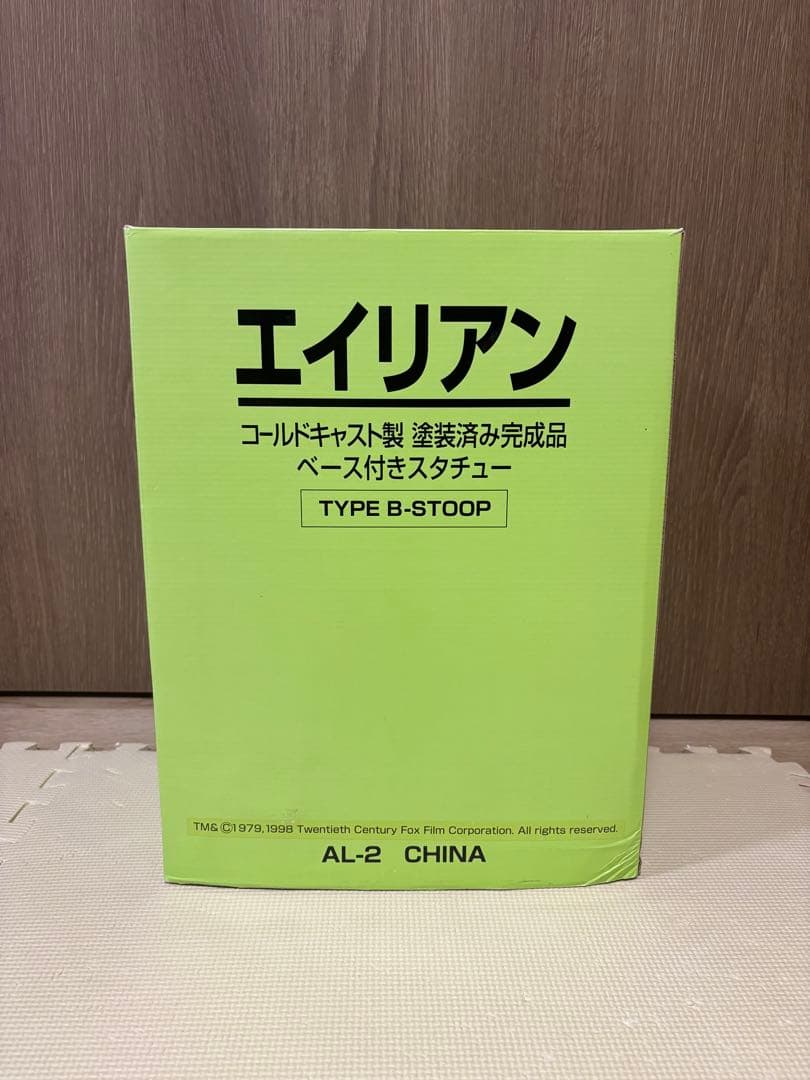 エイリアン
コールドキャスト製 塗装済み完成品
ベース付きスタチュー
TYPE B-STOOP
TM&©1979,1998 Twentieth Century Fox Film Corporation. All rights reserved.
AL-2 CHINA